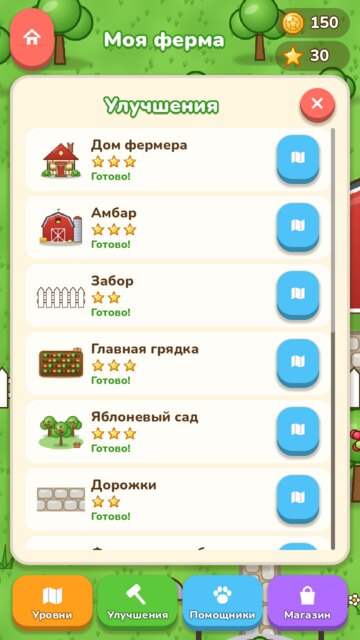 Моя ферма
150
30
Улучшения
Дом фермера
Готово!
Амбар
Готово!
Забор
Готово!
Главная грядка
Готово!
Яблоневый сад
Готово!
Дорожки
Готово!
Уровни
Улучшения
Помощники
Магазин